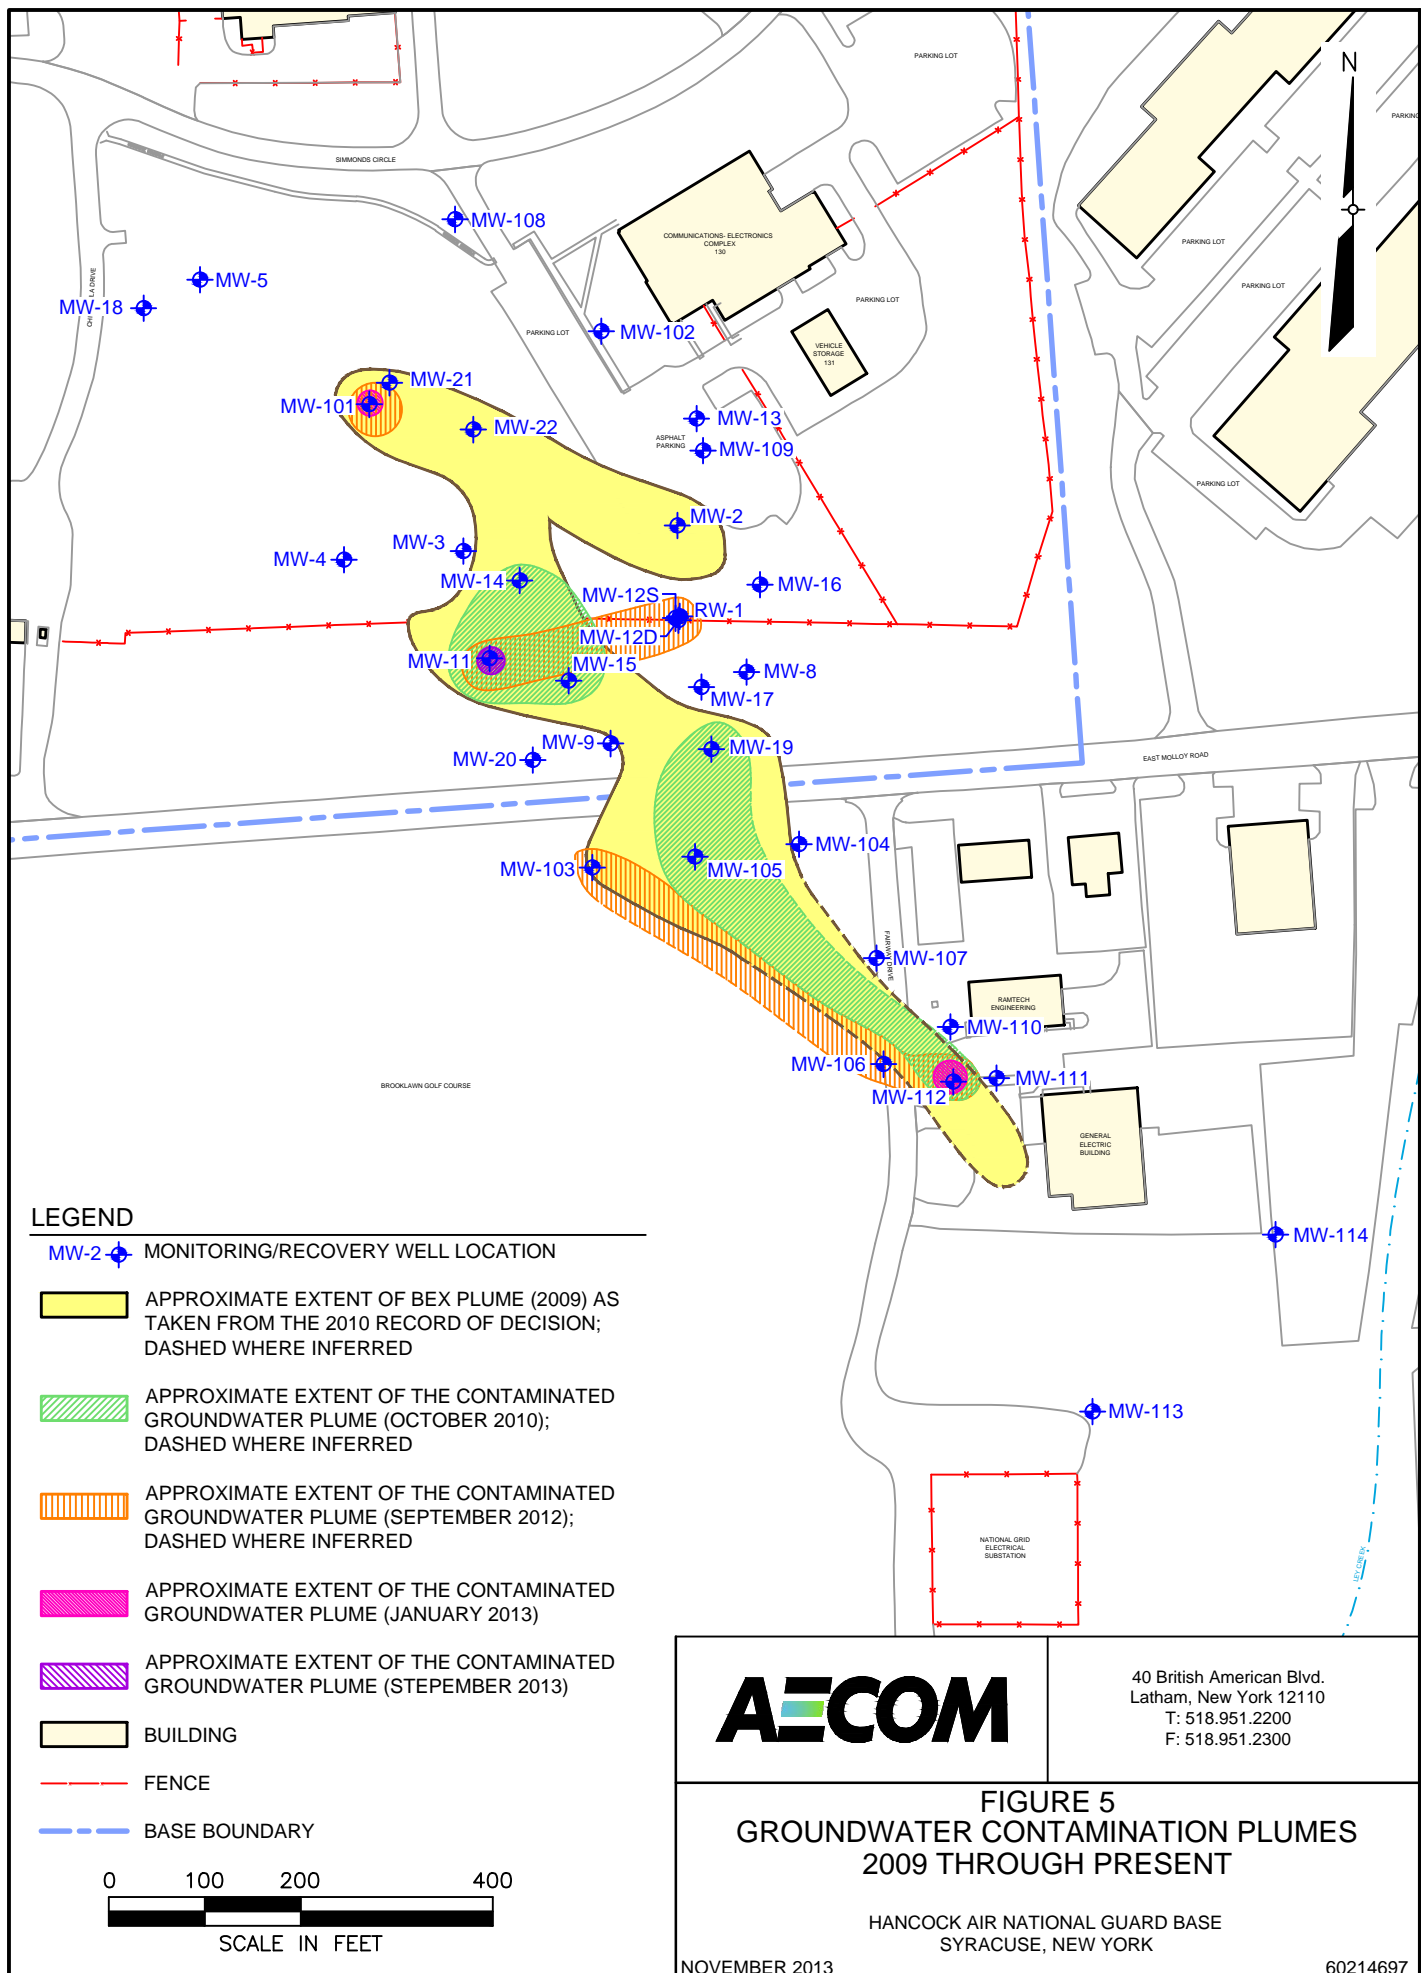 N
PARKING LOT
PARKING
SIMMONDS CIRCLE
MW-108
COMMUNICATIONS- ELECTRONICS
COMPLEX
130
PARKING LOT
MW-5
MW-18
PARKING LOT
PARKING LOT
MW-102
PARKING LOT
VEHICLE
STORAGE
131
MW-21
MW-101
MW-22
MW-13
ASPHALT
PARKING
MW-109
PARKING LOT
MW-2
MW-3
MW-4
MW-14
MW-16
MW-12S
RW-1
MW-12D
MW-11
MW-15
MW-8
MW-17
MW-9
MW-19
MW-20
EAST MOLLOY ROAD
MW-104
MW-103
MW-105
FAIRWAY DRIVE
MW-107
RAMTECH
ENGINEERING
MW-110
MW-106
MW-111
BROOKLAWN GOLF COURSE
MW-112
GENERAL
ELECTRIC
BUILDING
MW-114
MW-113
NATIONAL GRID
ELECTRICAL
SUBSTATION
LEY CREEK
LEGEND
MW-2 MONITORING/RECOVERY WELL LOCATION
APPROXIMATE EXTENT OF BEX PLUME (2009) AS
TAKEN FROM THE 2010 RECORD OF DECISION;
DASHED WHERE INFERRED
APPROXIMATE EXTENT OF THE CONTAMINATED
GROUNDWATER PLUME (OCTOBER 2010);
DASHED WHERE INFERRED
APPROXIMATE EXTENT OF THE CONTAMINATED
GROUNDWATER PLUME (SEPTEMBER 2012);
DASHED WHERE INFERRED
APPROXIMATE EXTENT OF THE CONTAMINATED
GROUNDWATER PLUME (JANUARY 2013)
APPROXIMATE EXTENT OF THE CONTAMINATED
GROUNDWATER PLUME (STEPEMBER 2013)
BUILDING
FENCE
BASE BOUNDARY
0 100 200 400
SCALE IN FEET
AECOM
40 British American Blvd.
Latham, New York 12110
T: 518.951.2200
F: 518.951.2300
FIGURE 5
GROUNDWATER CONTAMINATION PLUMES
2009 THROUGH PRESENT
HANCOCK AIR NATIONAL GUARD BASE
SYRACUSE, NEW YORK
NOVEMBER 2013
60214697